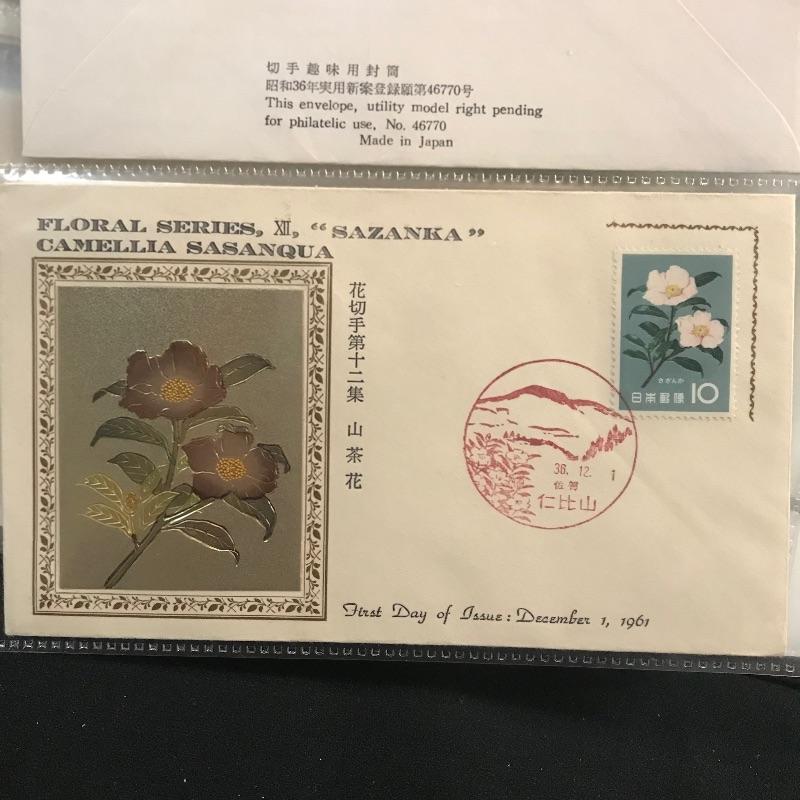 切手趣味用封筒
昭和36年実用新案登録願第46770号
This envelope, utility model right pending
for philatelic use, No. 46770
Made in Japan
FLORAL SERIES, XII, “SAZANKA”
CAMELLIA SASANQUA
花切手第十二集 山茶花
さざんか
日本郵便 10
36.12.1
佐賀
仁比山
First Day of Issue: December 1, 1961